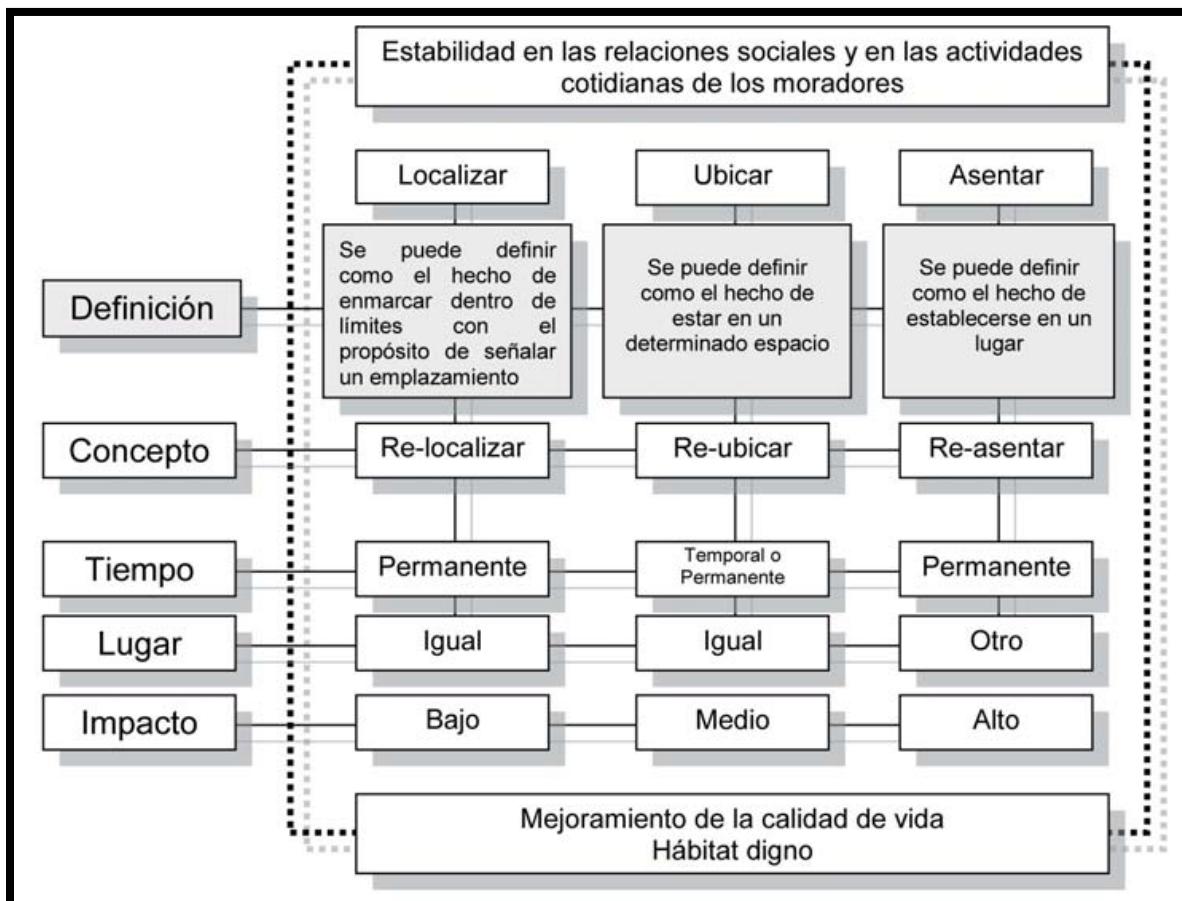 Estabilidad en las relaciones sociales y en las actividades
cotidianas de los moradores
Localizar
Ubicar
Asentar
Definición
Se puede definir
como el hecho de
enmarcar dentro de
límites con el
propósito de señalar
un emplazamiento
Se puede definir
como el hecho de
estar en un
determinado espacio
Se puede definir
como el hecho de
establecerse en un
lugar
Concepto
Re-localizar
Re-ubicar
Re-asentar
Tiempo
Permanente
Temporal o
Permanente
Permanente
Lugar
Igual
Igual
Otro
Impacto
Bajo
Medio
Alto
Mejoramiento de la calidad de vida
Hábitat digno